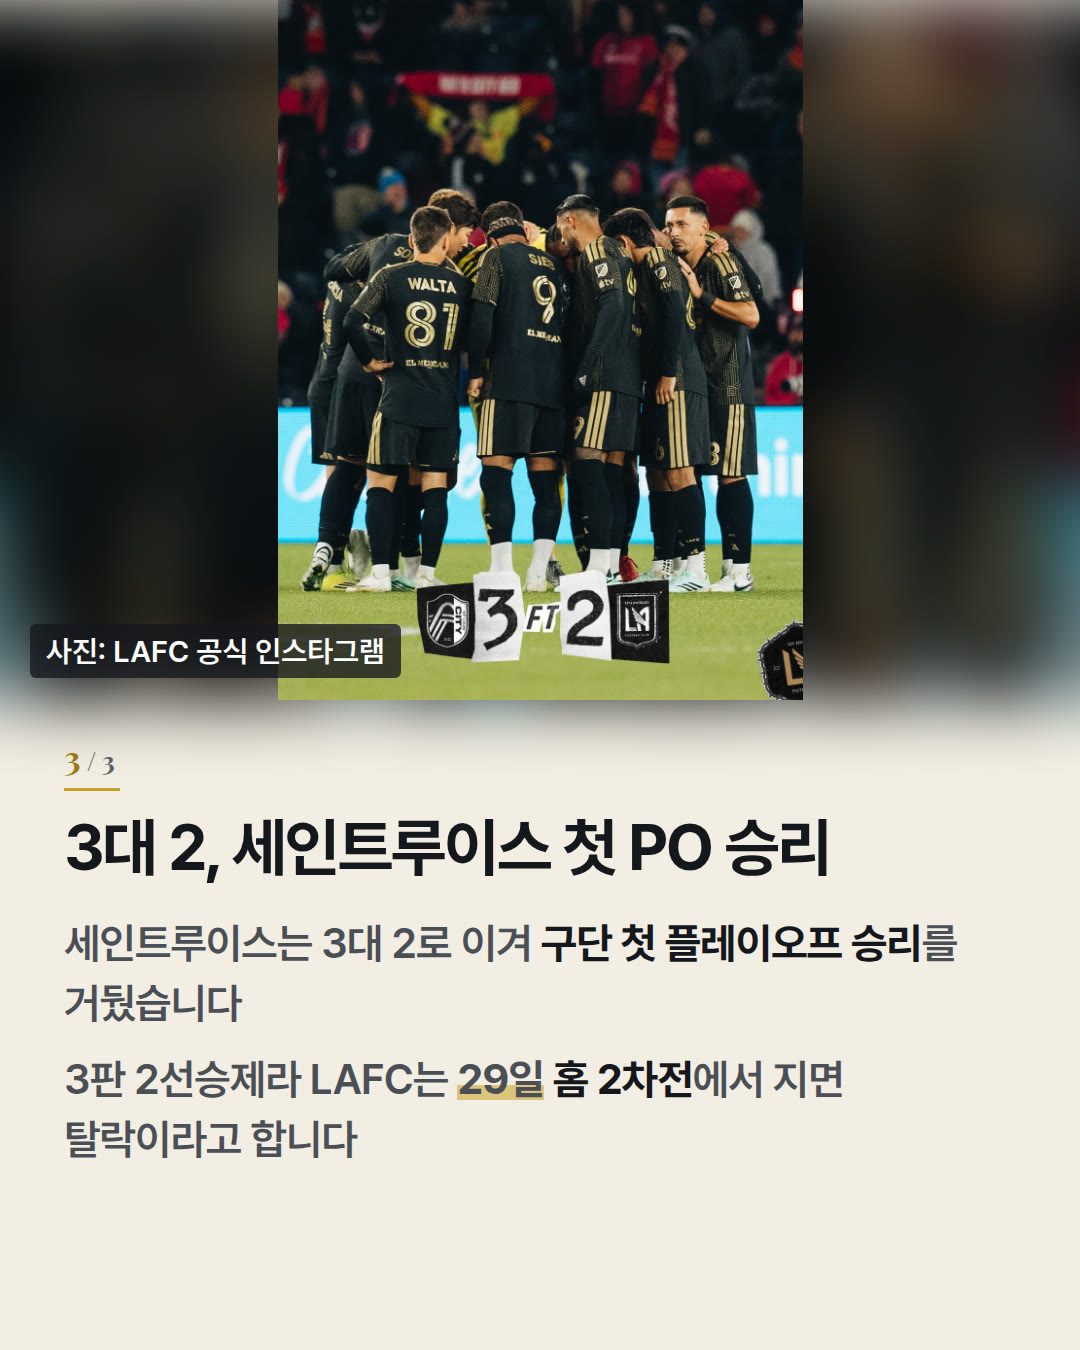 WALTA
81
EL MEXICAN
9
3 FT 2
CITY
사진: LAFC 공식 인스타그램
3 / 3
3대 2, 세인트루이스 첫 PO 승리
세인트루이스는 3대 2로 이겨 구단 첫 플레이오프 승리를
거뒀습니다
3판 2선승제라 LAFC는 29일 홈 2차전에서 지면
탈락이라고 합니다